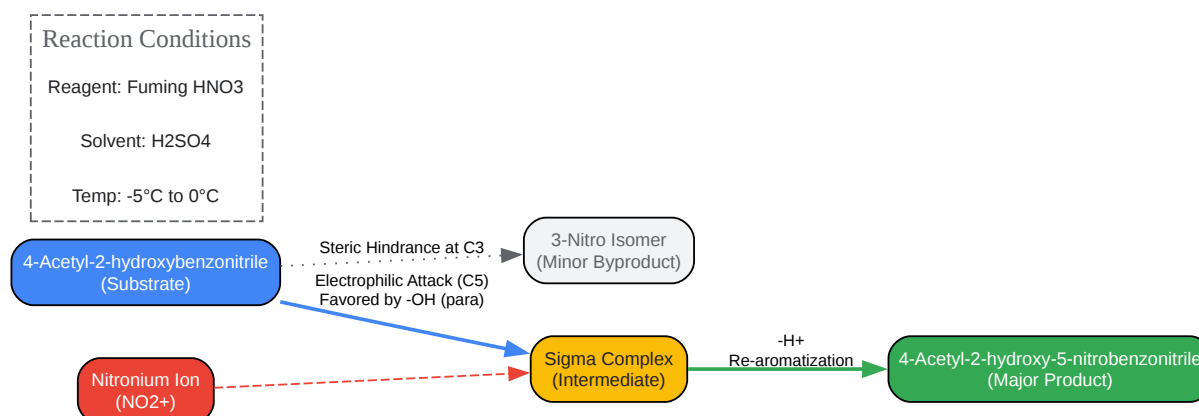 Reaction Conditions
Reagent: Fuming HNO3
Solvent: H2SO4
Temp: -5°C to 0°C
4-Acetyl-2-hydroxybenzonitrile
(Substrate)
Steric Hindrance at C3
3-Nitro Isomer
(Minor Byproduct)
Electrophilic Attack (C5)
Favored by -OH (para)
Nitronium Ion
(NO2+)
Sigma Complex
(Intermediate)
-H+
Re-aromatization
4-Acetyl-2-hydroxy-5-nitrobenzonitrile
(Major Product)